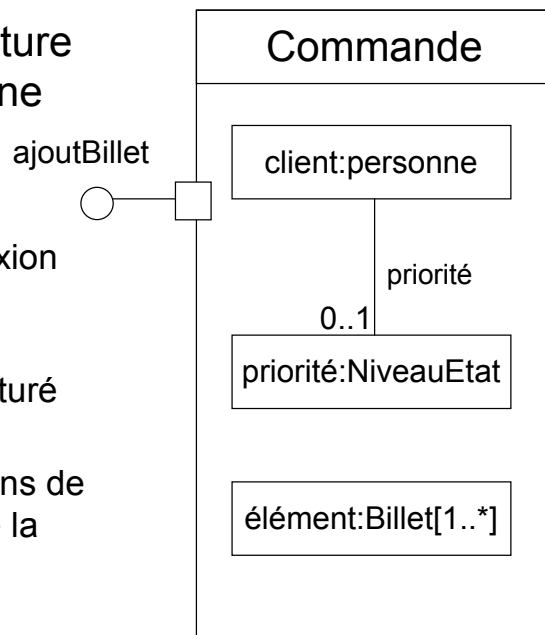 ture
ne
xion
turé
ns de
la
ajoutBillet
Commande
client:personne
priorité
0..1
priorité:NiveauEtat
élément:Billet[1..*]